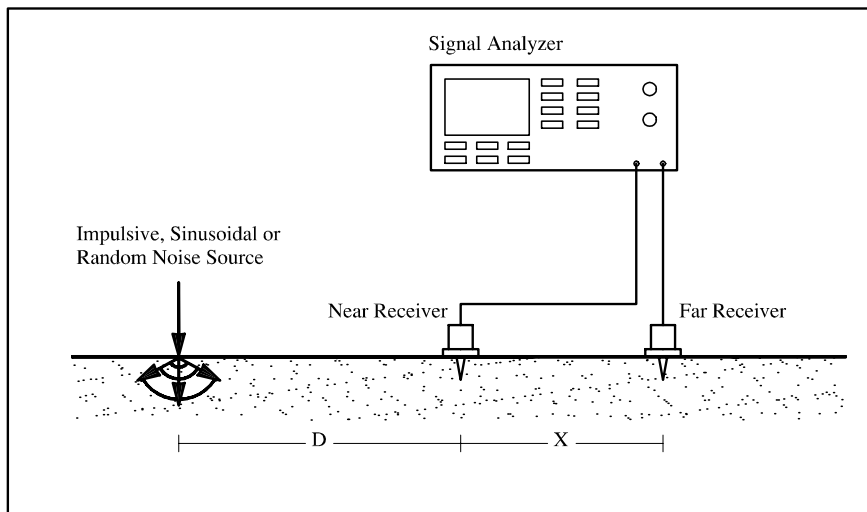 Signal Analyzer
Impulsive, Sinusoidal or
Random Noise Source
Near Receiver
Far Receiver
D
X